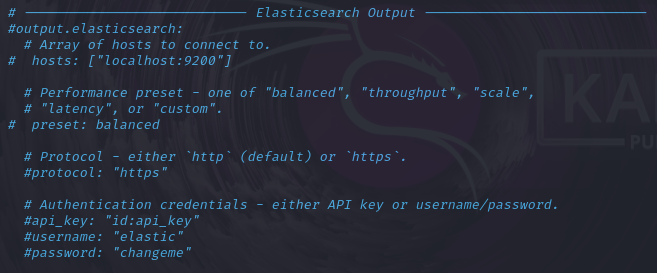 # ────────────────────────── Elasticsearch Output ──────────────────────────
#output.elasticsearch:
  # Array of hosts to connect to.
#  hosts: ["localhost:9200"]

  # Performance preset - one of "balanced", "throughput", "scale",
  # "latency", or "custom".
#  preset: balanced

  # Protocol - either `http` (default) or `https`.
  #protocol: "https"

  # Authentication credentials - either API key or username/password.
  #api_key: "id:api_key"
  #username: "elastic"
  #password: "changeme"